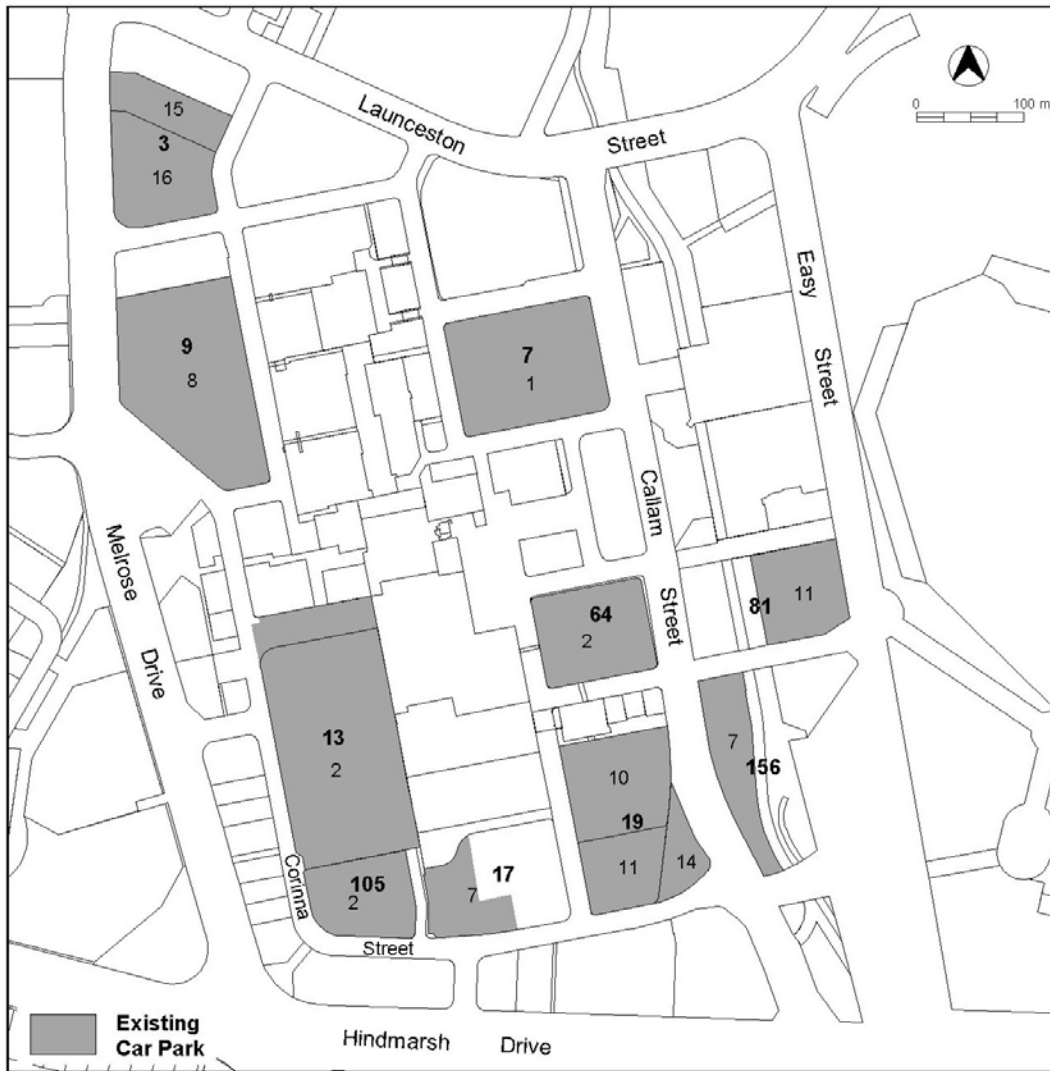 Launceston
Street
0 100 m
15
3
16
Easy
Street
9
8
7
1
Callam
Street
Melrose
Drive
64
2
81
11
13
2
7
156
10
19
11
14
Corinna
Street
105
2
17
7
Existing
Car Park
Hindmarsh Drive